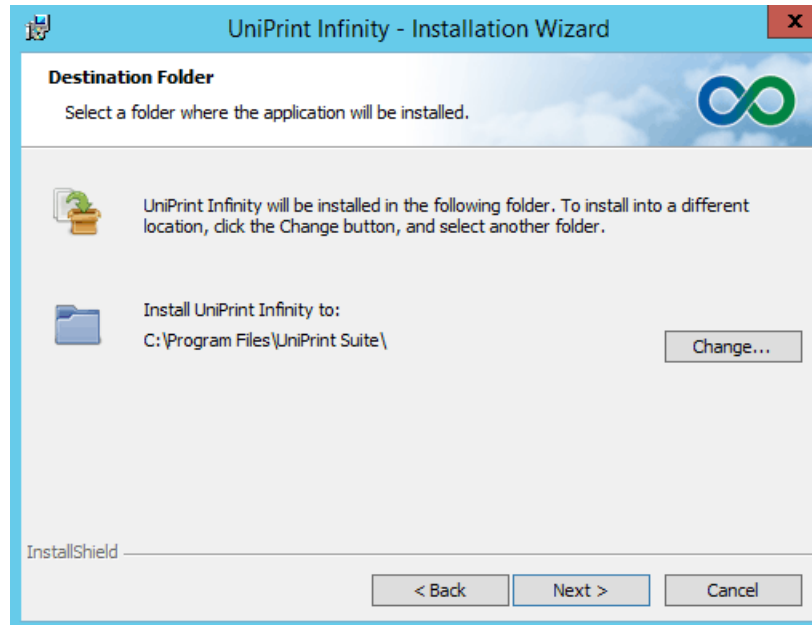 UniPrint Infinity - Installation Wizard
x
Destination Folder
Select a folder where the application will be installed.
UniPrint Infinity will be installed in the following folder. To install into a different
location, click the Change button, and select another folder.
Install UniPrint Infinity to:
C:\Program Files\UniPrint Suite\
Change...
InstallShield
< Back
Next >
Cancel